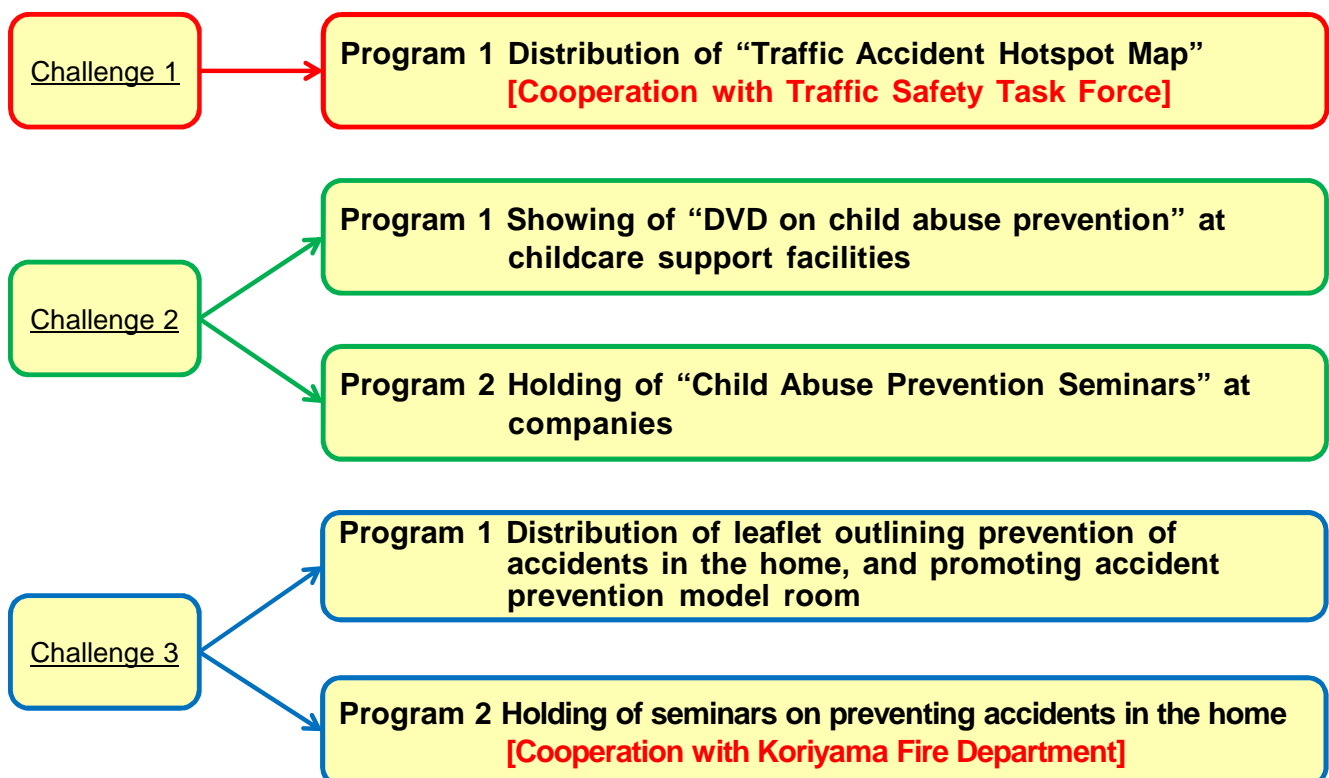 Challenge 1
Program 1 Distribution of “Traffic Accident Hotspot Map”
[Cooperation with Traffic Safety Task Force]
Challenge 2
Program 1 Showing of “DVD on child abuse prevention” at
childcare support facilities
Program 2 Holding of “Child Abuse Prevention Seminars” at
companies
Challenge 3
Program 1 Distribution of leaflet outlining prevention of
accidents in the home, and promoting accident
prevention model room
Program 2 Holding of seminars on preventing accidents in the home
[Cooperation with Koriyama Fire Department]